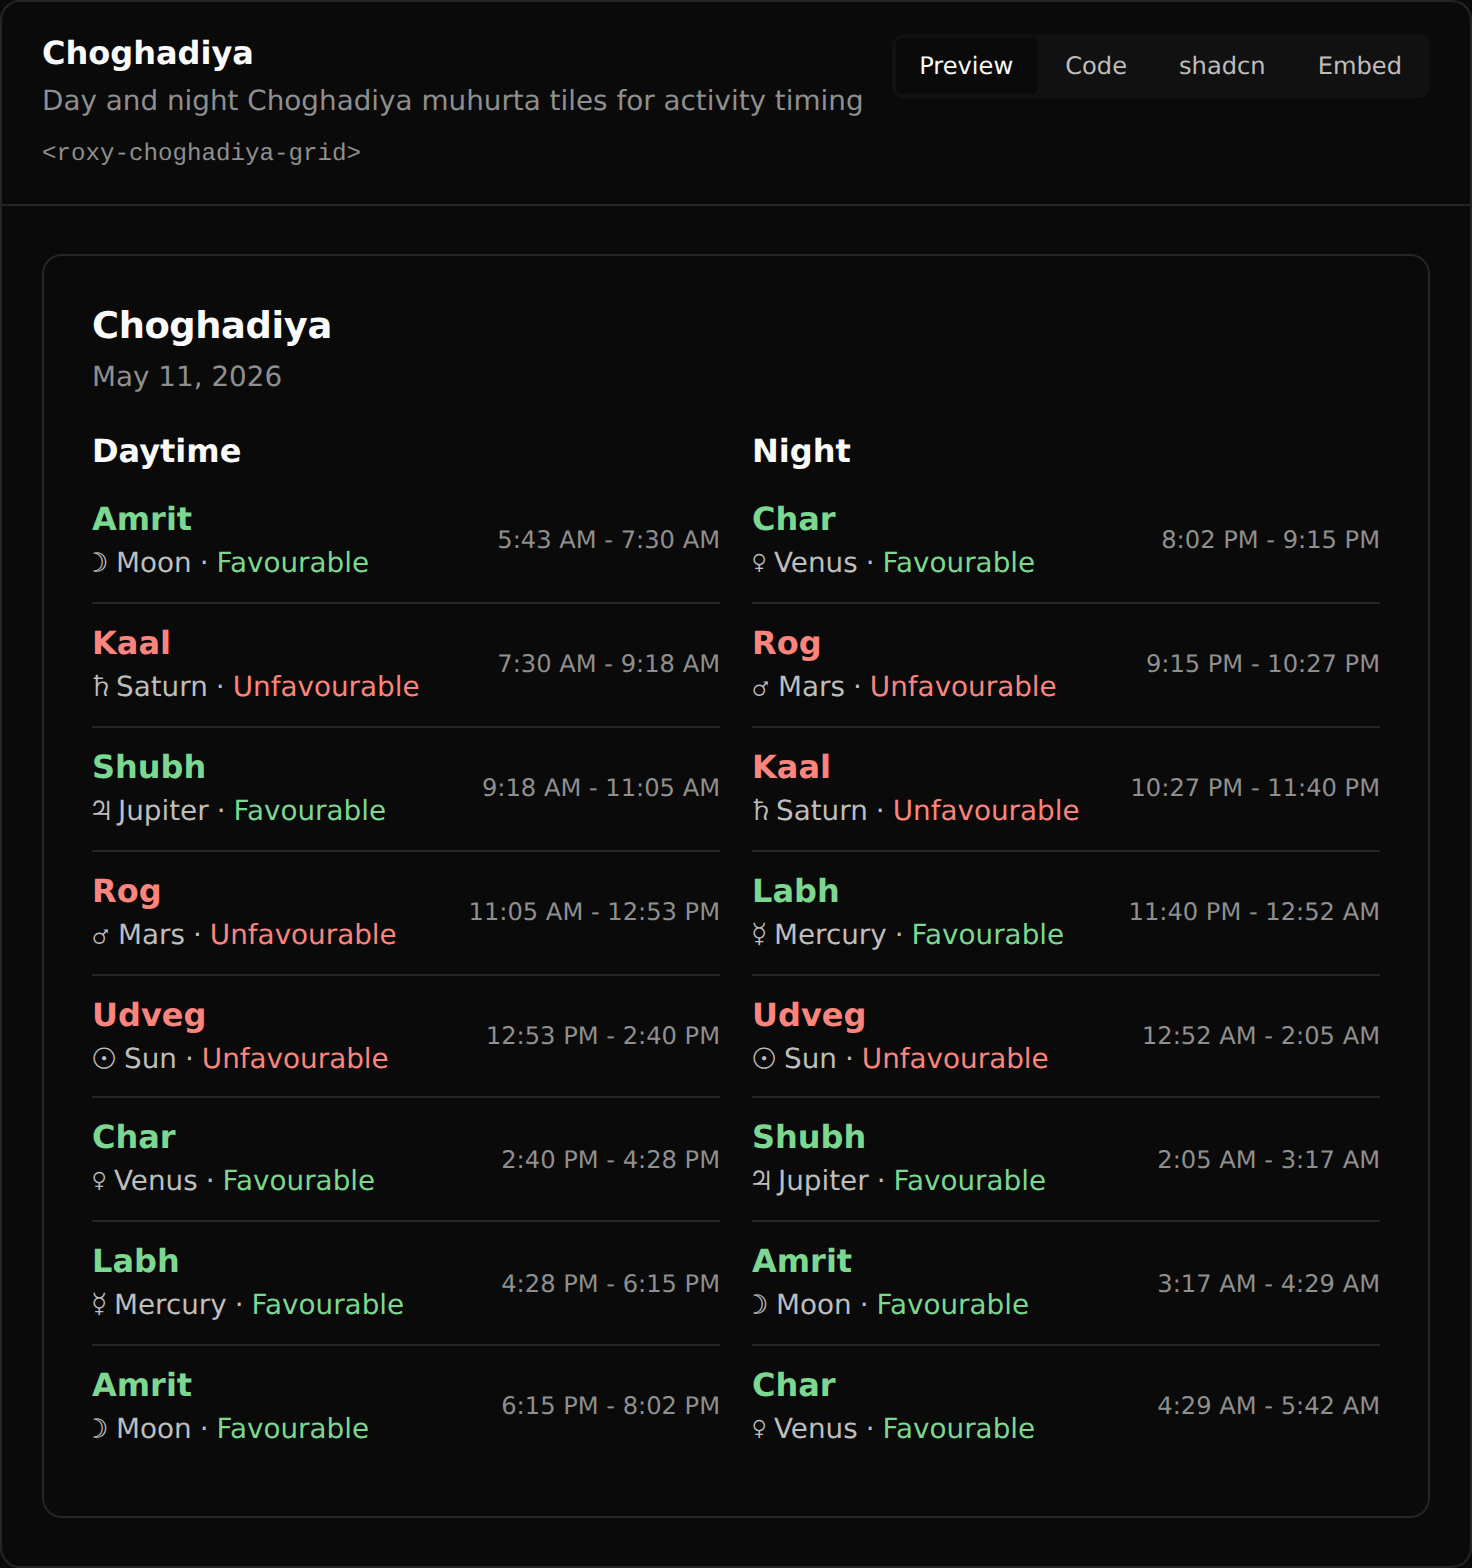 Choghadiya
Day and night Choghadiya muhurta tiles for activity timing
<roxy-choghadiya-grid>
Preview Code shadcn Embed
Choghadiya
May 11, 2026
Daytime
Amrit
☽ Moon · Favourable
5:43 AM - 7:30 AM
Kaal
♄ Saturn · Unfavourable
7:30 AM - 9:18 AM
Shubh
♃ Jupiter · Favourable
9:18 AM - 11:05 AM
Rog
♂ Mars · Unfavourable
11:05 AM - 12:53 PM
Udveg
☉ Sun · Unfavourable
12:53 PM - 2:40 PM
Char
♀ Venus · Favourable
2:40 PM - 4:28 PM
Labh
☿ Mercury · Favourable
4:28 PM - 6:15 PM
Amrit
☽ Moon · Favourable
6:15 PM - 8:02 PM
Night
Char
♀ Venus · Favourable
8:02 PM - 9:15 PM
Rog
♂ Mars · Unfavourable
9:15 PM - 10:27 PM
Kaal
♄ Saturn · Unfavourable
10:27 PM - 11:40 PM
Labh
☿ Mercury · Favourable
11:40 PM - 12:52 AM
Udveg
☉ Sun · Unfavourable
12:52 AM - 2:05 AM
Shubh
♃ Jupiter · Favourable
2:05 AM - 3:17 AM
Amrit
☽ Moon · Favourable
3:17 AM - 4:29 AM
Char
♀ Venus · Favourable
4:29 AM - 5:42 AM